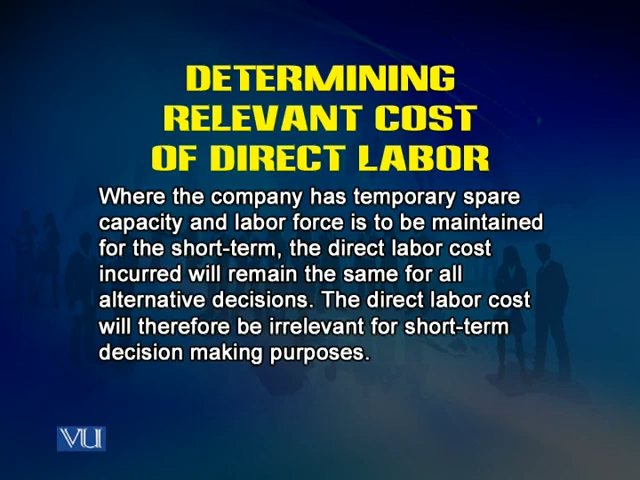 DETERMINING
RELEVANT COST
OF DIRECT LABOR
Where the company has temporary spare
capacity and labor force is to be maintained
for the short-term, the direct labor cost
incurred will remain the same for all
alternative decisions. The direct labor cost
will therefore be irrelevant for short-term
decision making purposes.
VU